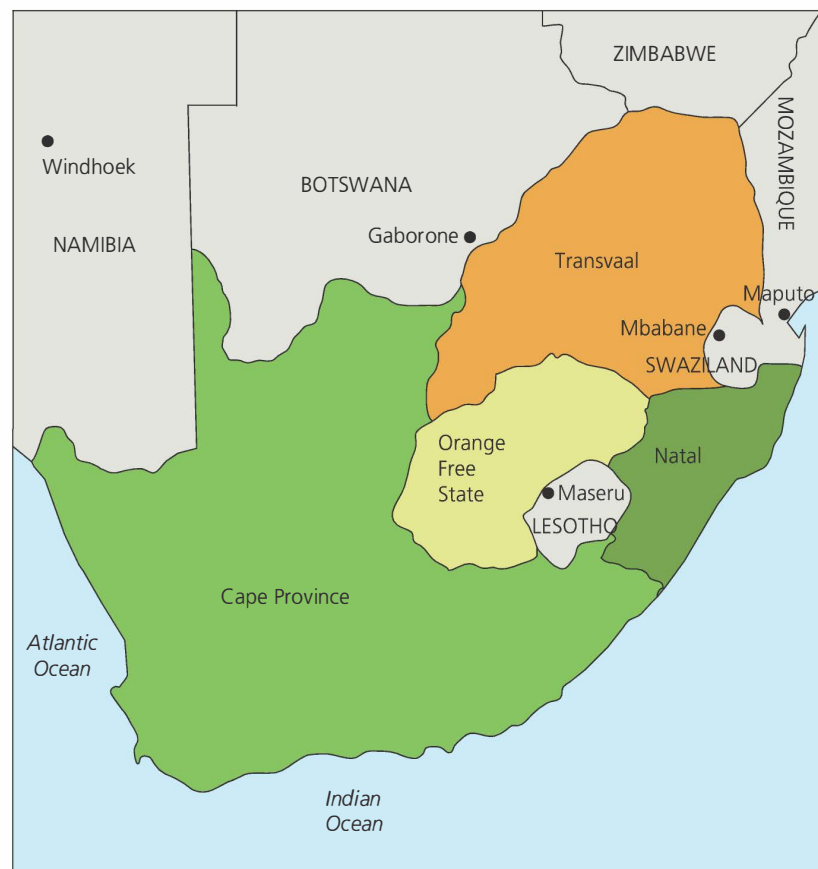 ZIMBABWE
MOZAMBIQUE
Windhoek
BOTSWANA
Gaborone
NAMIBIA
Transvaal
Maputo
Mbabane
SWAZILAND
Orange
Free
State
Natal
Maseru
LESOTHO
Cape Province
Atlantic
Ocean
Indian
Ocean